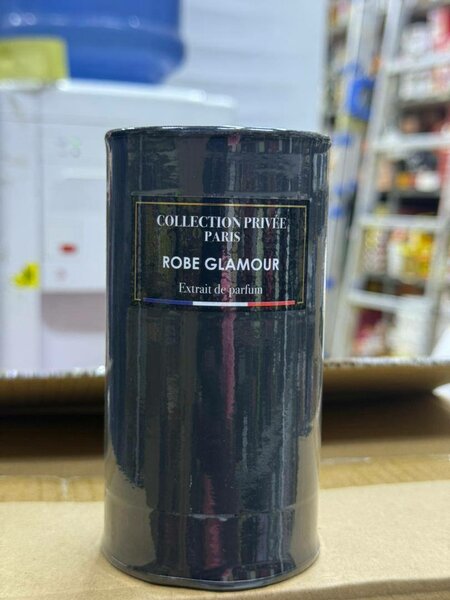 COLLECTION PRIVÉE
PARIS
ROBE GLAMOUR
Extrait de parfum